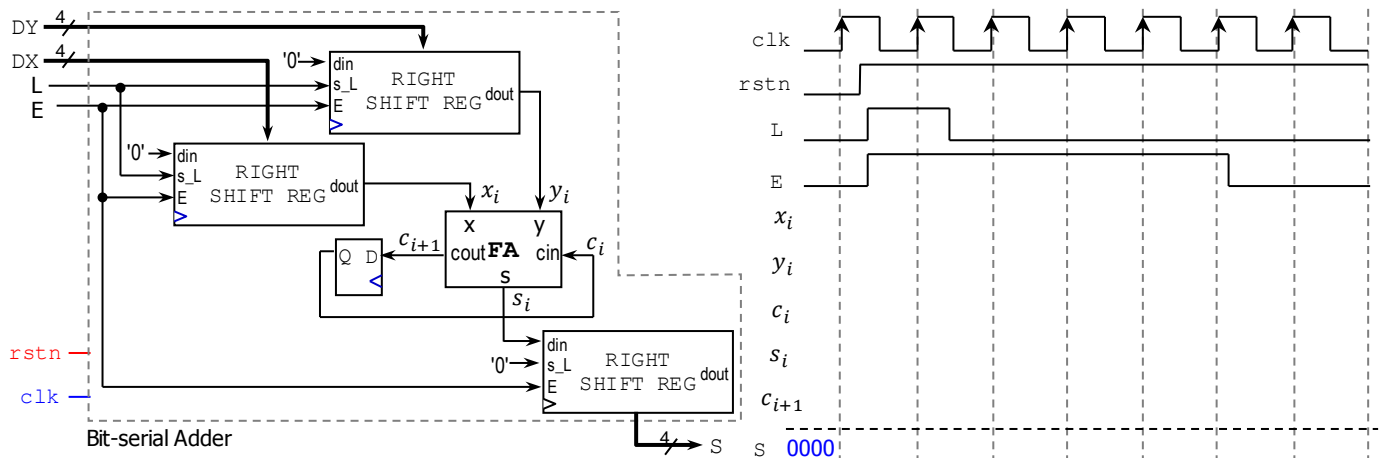 DY
4
DX
4
L
E
'0'
din
s_L
E
RIGHT
SHIFT REG
dout
'0'
din
s_L
E
RIGHT
SHIFT REG
dout
x_i
y_i
x
y
cout
FA
cin
s
c_{i+1}
c_i
Q D
s_i
din
'0'
s_L
E
RIGHT
SHIFT REG
dout
rstn
clk
Bit-serial Adder
4
S
clk
rstn
L
E
x_i
y_i
c_i
s_i
c_{i+1}
S 0000